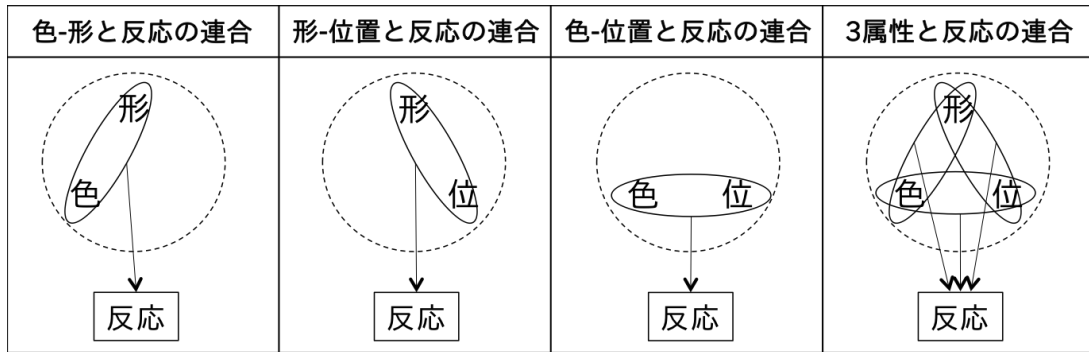 色-形と反応の連合
形-位置と反応の連合
色-位置と反応の連合
3属性と反応の連合
形
色
反応
形
位
反応
色
位
反応
形
色
位
反応